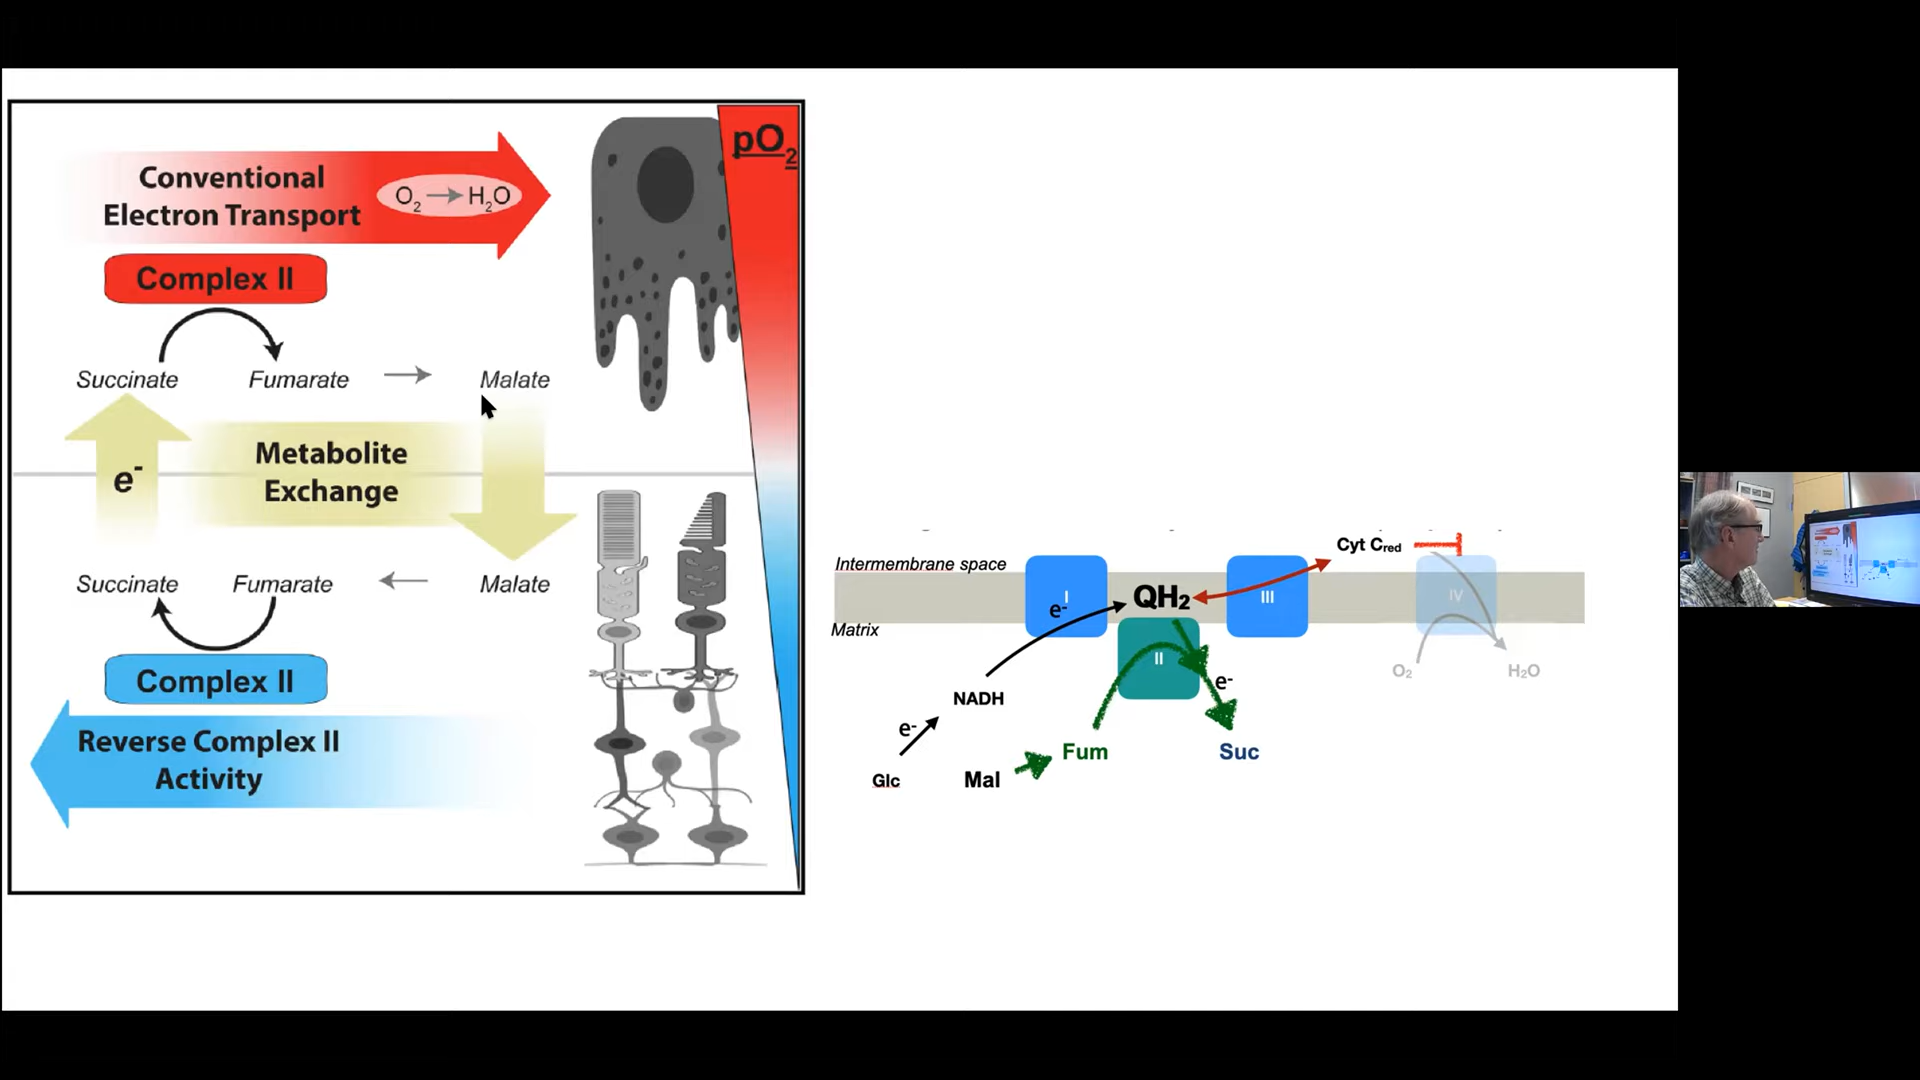 pO2
Conventional
Electron Transport
O2 → H2O
Complex II
Succinate
Fumarate
Malate
e-
Metabolite
Exchange
Succinate
Fumarate
Malate
Complex II
Reverse Complex II
Activity
Intermembrane space
Matrix
I
e-
QH2
III
Cyt Cred
IV
II
e-
O2
H2O
NADH
e-
Glc
Mal
Fum
Suc